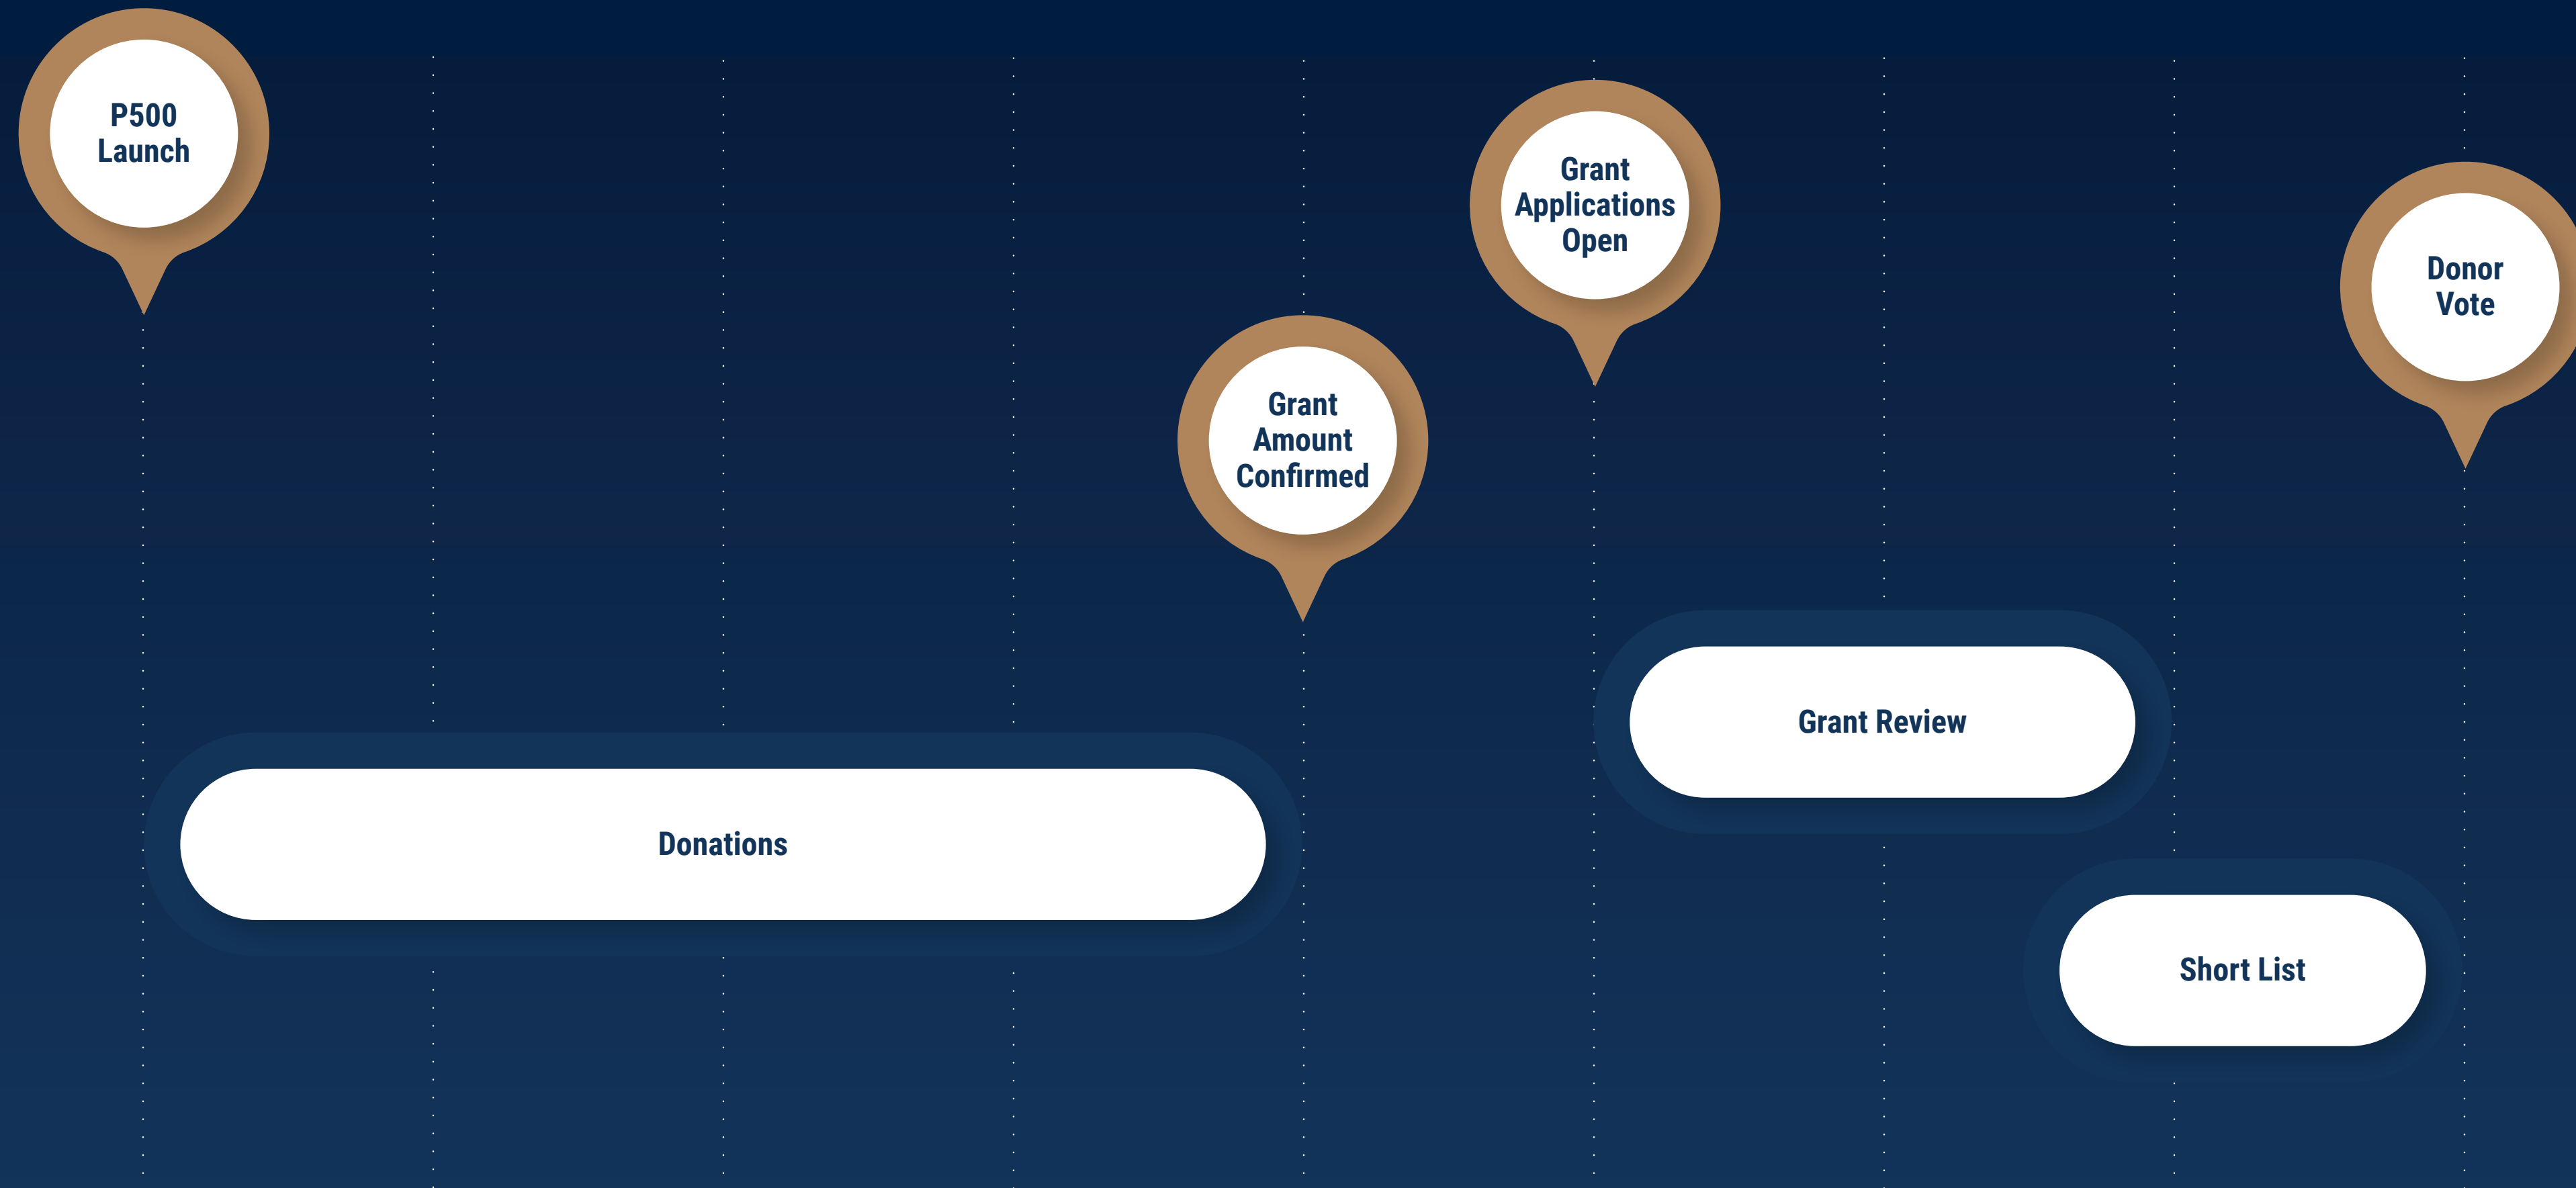 P500
Launch
Grant
Applications
Open
Donor
Vote
Grant
Amount
Confirmed
Grant Review
Donations
Short List